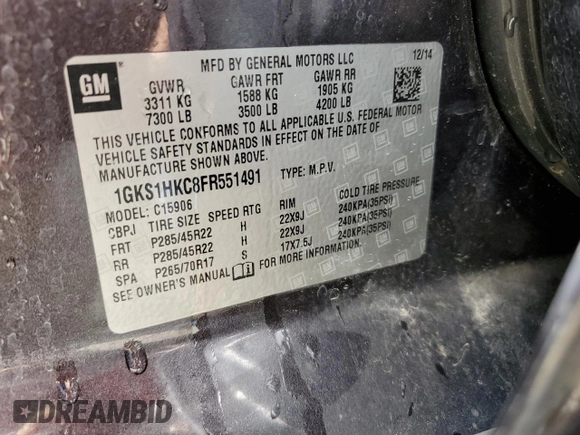 GM
MFD BY GENERAL MOTORS LLC 12/14
GVWR GAWR FRT GAWR RR
3311 KG 1588 KG 1905 KG
7300 LB 3500 LB 4200 LB
THIS VEHICLE CONFORMS TO ALL APPLICABLE U.S. FEDERAL MOTOR
VEHICLE SAFETY STANDARDS IN EFFECT ON THE DATE OF
MANUFACTURE SHOWN ABOVE.
1GKS1HKC8FR551491 TYPE: M.P.V.
MODEL: C15906
CBPJ TIRE SIZE SPEED RTG RIM COLD TIRE PRESSURE
FRT P285/45R22 H 22X9J 240KPA(35PSI)
RR P285/45R22 H 22X9J 240KPA(35PSI)
SPA P265/70R17 S 17X7.5J 240KPA(35PSI)
SEE OWNER'S MANUAL FOR MORE INFORMATION.
DREAMBID